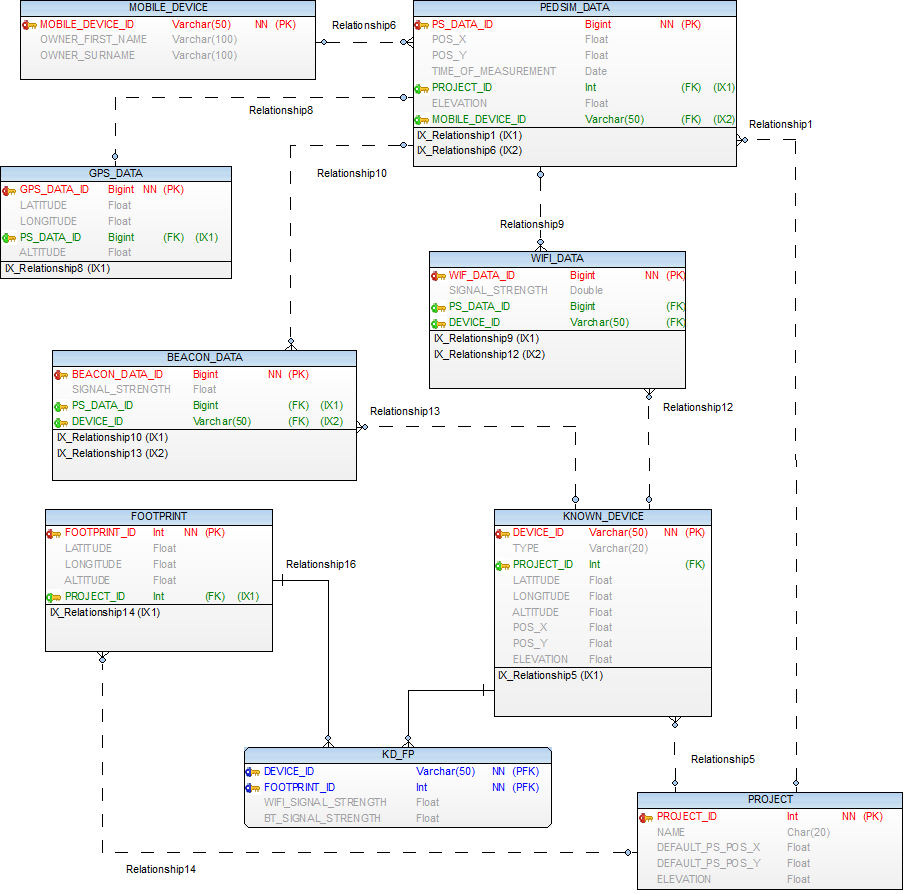 MOBILE_DEVICE
MOBILE_DEVICE_ID Varchar(50) NN (PK)
OWNER_FIRST_NAME Varchar(100)
OWNER_SURNAME Varchar(100)
Relationship6
PEDSIM_DATA
PS_DATA_ID Bigint NN (PK)
POS_X Float
POS_Y Float
TIME_OF_MEASUREMENT Date
PROJECT_ID Int (FK) (IX1)
ELEVATION Float
MOBILE_DEVICE_ID Varchar(50) (FK) (IX2)
IX_Relationship1 (IX1)
IX_Relationship6 (IX2)
Relationship8
Relationship1
Relationship10
GPS_DATA
GPS_DATA_ID Bigint NN (PK)
LATITUDE Float
LONGITUDE Float
PS_DATA_ID Bigint (FK) (IX1)
ALTITUDE Float
IX_Relationship8 (IX1)
Relationship9
WIFI_DATA
WIF_DATA_ID Bigint NN (PK)
SIGNAL_STRENGTH Double
PS_DATA_ID Bigint (FK)
DEVICE_ID Varchar(50) (FK)
IX_Relationship9 (IX1)
IX_Relationship12 (IX2)
BEACON_DATA
BEACON_DATA_ID Bigint NN (PK)
SIGNAL_STRENGTH Float
PS_DATA_ID Bigint (FK) (IX1)
DEVICE_ID Varchar(50) (FK) (IX2)
IX_Relationship10 (IX1)
IX_Relationship13 (IX2)
Relationship13
Relationship12
FOOTPRINT
FOOTPRINT_ID Int NN (PK)
LATITUDE Float
LONGITUDE Float
ALTITUDE Float
PROJECT_ID Int (FK) (IX1)
IX_Relationship14 (IX1)
Relationship16
KNOWN_DEVICE
DEVICE_ID Varchar(50) NN (PK)
TYPE Varchar(20)
PROJECT_ID Int (FK)
LATITUDE Float
LONGITUDE Float
ALTITUDE Float
POS_X Float
POS_Y Float
ELEVATION Float
IX_Relationship5 (IX1)
KD_FP
DEVICE_ID Varchar(50) NN (PFK)
FOOTPRINT_ID Int NN (PFK)
WIFI_SIGNAL_STRENGTH Float
BT_SIGNAL_STRENGTH Float
Relationship5
PROJECT
PROJECT_ID Int NN (PK)
NAME Char(20)
DEFAULT_PS_POS_X Float
DEFAULT_PS_POS_Y Float
ELEVATION Float
Relationship14